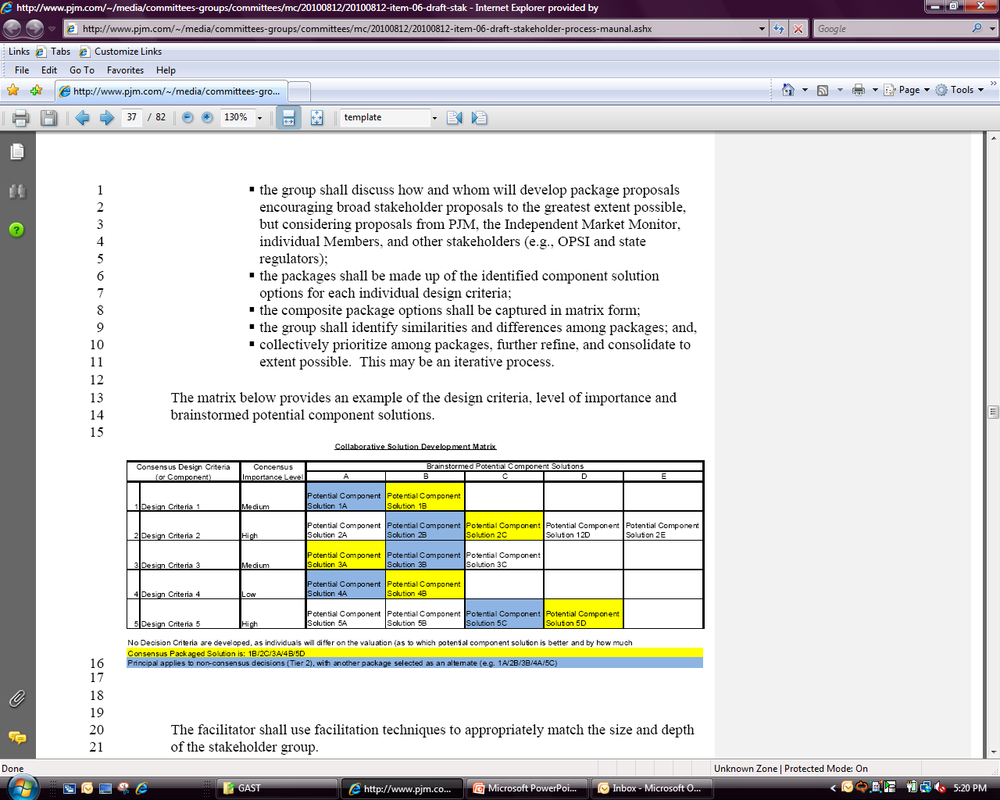 http://www.pjm.com/~/media/committees-groups/committees/mc/20100812/20100812-item-06-draft-stak - Internet Explorer provided by
http://www.pjm.com/~/media/committees-groups/committees/mc/20100812/20100812-item-06-draft-stakeholder-process-maunal.ashx
Google
Links Tabs Customize Links
File Edit Go To Favorites Help
http://www.pjm.com/~/media/committees-gro...
Page Tools
37 / 82 130% template
1 ▪ the group shall discuss how and whom will develop package proposals
2 encouraging broad stakeholder proposals to the greatest extent possible,
3 but considering proposals from PJM, the Independent Market Monitor,
4 individual Members, and other stakeholders (e.g., OPSI and state
5 regulators);
6 ▪ the packages shall be made up of the identified component solution
7 options for each individual design criteria;
8 ▪ the composite package options shall be captured in matrix form;
9 ▪ the group shall identify similarities and differences among packages; and,
10 ▪ collectively prioritize among packages, further refine, and consolidate to
11 extent possible. This may be an iterative process.
12
13 The matrix below provides an example of the design criteria, level of importance and
14 brainstormed potential component solutions.
15
Collaborative Solution Development Matrix
Consensus Design Criteria Concensus Brainstormed Potential Component Solutions
(or Component) Importance Level A B C D E
Potential Component Potential Component
1 Design Criteria 1 Medium Solution 1A Solution 1B
Potential Component Potential Component Potential Component Potential Component Potential Component
2 Design Criteria 2 High Solution 2A Solution 2B Solution 2C Solution 12D Solution 2E
Potential Component Potential Component Potential Component
3 Design Criteria 3 Medium Solution 3A Solution 3B Solution 3C
Potential Component Potential Component
4 Design Criteria 4 Low Solution 4A Solution 4B
Potential Component Potential Component Potential Component Potential Component
5 Design Criteria 5 High Solution 5A Solution 5B Solution 5C Solution 5D
No Decision Criteria are developed, as individuals will differ on the valuation (as to which potential component solution is better and by how much
Consensus Packaged Solution is: 1B/2C/3A/4B/5D
16 Principal applies to non-consensus decisions (Tier 2), with another package selected as an alternate (e.g. 1A/2B/3B/4A/5C)
17
18
19
20 The facilitator shall use facilitation techniques to appropriately match the size and depth
21 of the stakeholder group.
Done Unknown Zone | Protected Mode: On
GAST http://www.pjm.co... Microsoft PowerPoi... Inbox - Microsoft O... 5:20 PM